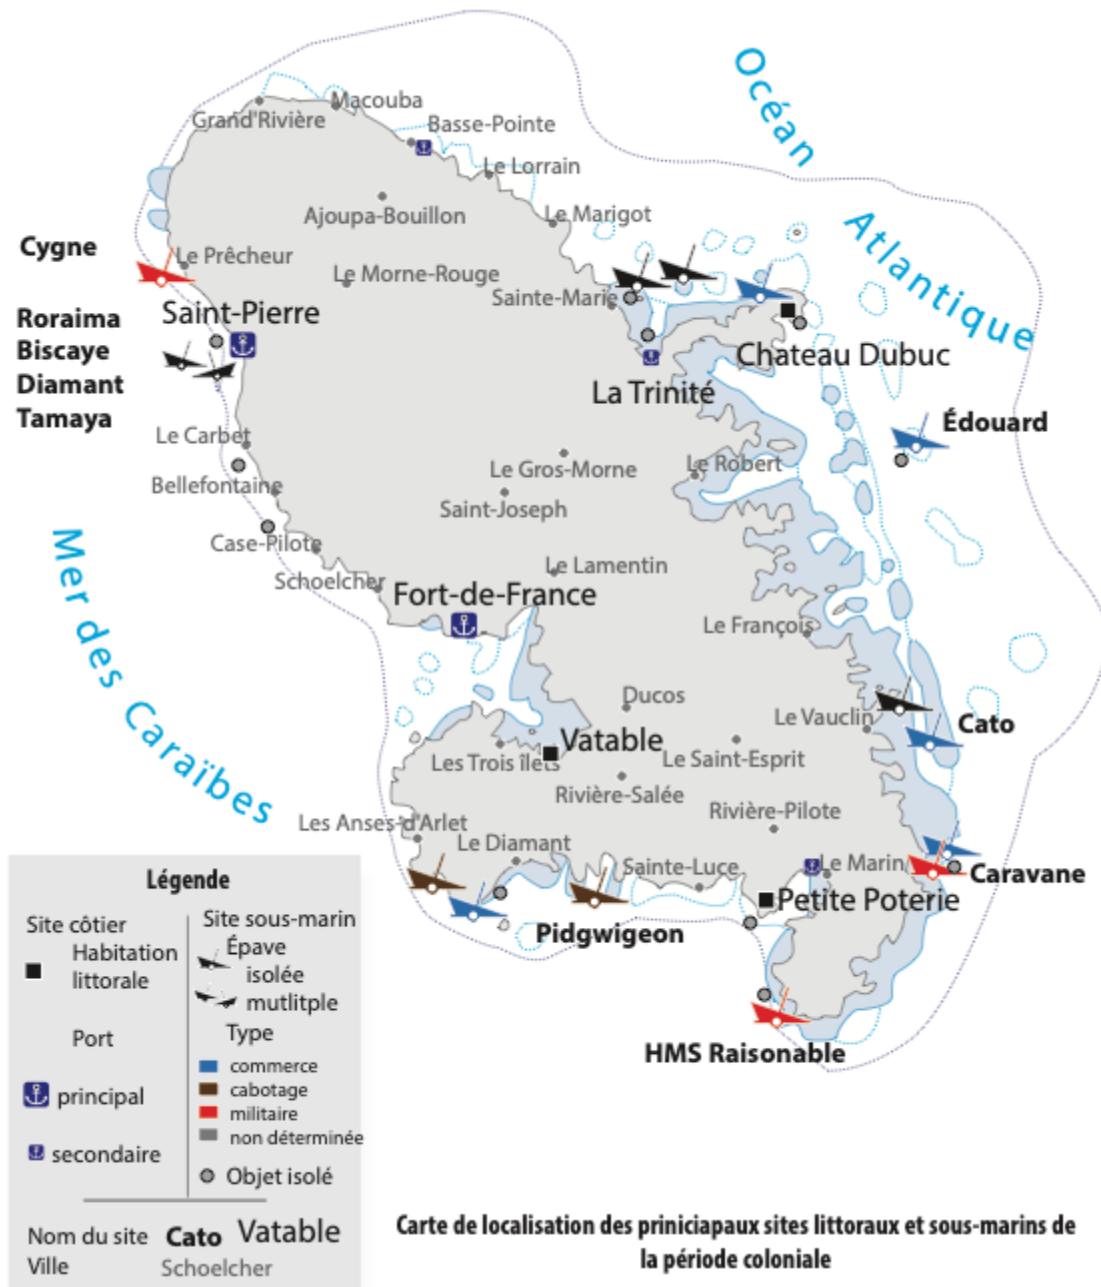 Océan
Atlantique
Macouba
Grand'Rivière
Basse-Pointe
Le Lorrain
Ajoupa-Bouillon
Le Marigot
Cygne
Le Prêcheur
Le Morne-Rouge
Sainte-Marie
Saint-Pierre
Roraima
Biscaye
Diamant
Tamaya
Chateau Dubuc
La Trinité
Édouard
Le Carbet
Le Gros-Morne
Le Robert
Bellefontaine
Saint-Joseph
Case-Pilote
Mer des Caraïbes
Schoelcher
Le Lamentin
Fort-de-France
Le François
Ducos
Le Vauclin
Cato
Vatable
Les Trois îlets
Le Saint-Esprit
Rivière-Salée
Rivière-Pilote
Les Anses-d'Arlet
Le Diamant
Sainte-Luce
Le Marin
Caravane
Petite Poterie
Pidgwigeon
HMS Raisonable
Légende
Site côtier
Habitation
littorale
Port
principal
secondaire
Site sous-marin
Épave
isolée
mutlitple
Type
commerce
cabotage
militaire
non déterminée
Objet isolé
Nom du site Cato Vatable
Ville Schoelcher
Carte de localisation des priniciapaux sites littoraux et sous-marins de
la période coloniale